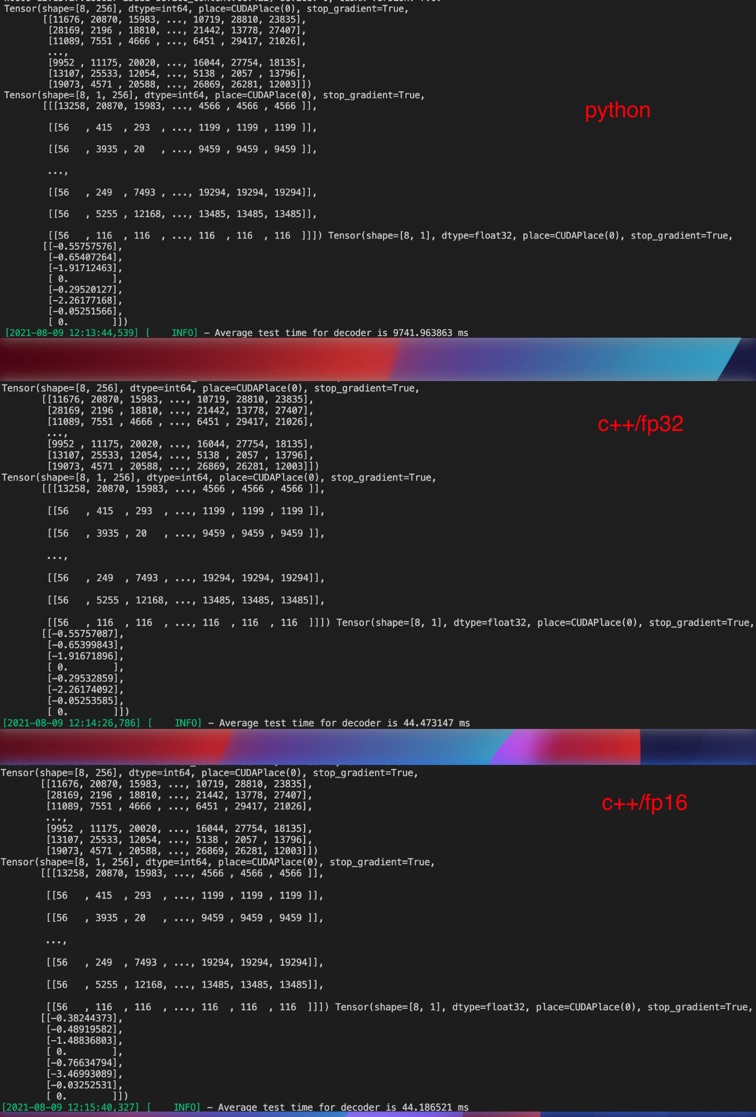 Tensor(shape=[8, 256], dtype=int64, place=CUDAPlace(0), stop_gradient=True,
[[11676, 20870, 15983, ..., 10719, 28810, 23835],
[28169, 2196 , 18810, ..., 21442, 13778, 27407],
[11089, 7551 , 4666 , ..., 6451 , 29417, 21026],
...,
[9952 , 11175, 20020, ..., 16044, 27754, 18135],
[13107, 25533, 12054, ..., 5138 , 2057 , 13796],
[19073, 4571 , 20588, ..., 26869, 26281, 12003]])
Tensor(shape=[8, 1, 256], dtype=int64, place=CUDAPlace(0), stop_gradient=True,
[[[13258, 20870, 15983, ..., 4566 , 4566 , 4566 ]],
python
[[56   , 415  , 293  , ..., 1199 , 1199 , 1199 ]],
[[56   , 3935 , 20   , ..., 9459 , 9459 , 9459 ]],
...,
[[56   , 249  , 7493 , ..., 19294, 19294, 19294]],
[[56   , 5255 , 12168, ..., 13485, 13485, 13485]],
[[56   , 116  , 116  , ..., 116  , 116  , 116  ]]]) Tensor(shape=[8, 1], dtype=float32, place=CUDAPlace(0), stop_gradient=True,
[[-0.55757576],
[-0.65407264],
[-1.91712463],
[ 0.        ],
[-0.29520127],
[-2.26177168],
[-0.05251566],
[ 0.        ]])
[2021-08-09 12:13:44,539] [    INFO] - Average test time for decoder is 9741.963863 ms
Tensor(shape=[8, 256], dtype=int64, place=CUDAPlace(0), stop_gradient=True,
[[11676, 20870, 15983, ..., 10719, 28810, 23835],
[28169, 2196 , 18810, ..., 21442, 13778, 27407],
[11089, 7551 , 4666 , ..., 6451 , 29417, 21026],
c++/fp32
...,
[9952 , 11175, 20020, ..., 16044, 27754, 18135],
[13107, 25533, 12054, ..., 5138 , 2057 , 13796],
[19073, 4571 , 20588, ..., 26869, 26281, 12003]])
Tensor(shape=[8, 1, 256], dtype=int64, place=CUDAPlace(0), stop_gradient=True,
[[[13258, 20870, 15983, ..., 4566 , 4566 , 4566 ]],
[[56   , 415  , 293  , ..., 1199 , 1199 , 1199 ]],
[[56   , 3935 , 20   , ..., 9459 , 9459 , 9459 ]],
...,
[[56   , 249  , 7493 , ..., 19294, 19294, 19294]],
[[56   , 5255 , 12168, ..., 13485, 13485, 13485]],
[[56   , 116  , 116  , ..., 116  , 116  , 116  ]]]) Tensor(shape=[8, 1], dtype=float32, place=CUDAPlace(0), stop_gradient=True,
[[-0.55757087],
[-0.65399843],
[-1.91671896],
[ 0.        ],
[-0.29532859],
[-2.26174092],
[-0.05253585],
[ 0.        ]])
[2021-08-09 12:14:26,786] [    INFO] - Average test time for decoder is 44.473147 ms
Tensor(shape=[8, 256], dtype=int64, place=CUDAPlace(0), stop_gradient=True,
[[11676, 20870, 15983, ..., 10719, 28810, 23835],
[28169, 2196 , 18810, ..., 21442, 13778, 27407],
[11089, 7551 , 4666 , ..., 6451 , 29417, 21026],
c++/fp16
...,
[9952 , 11175, 20020, ..., 16044, 27754, 18135],
[13107, 25533, 12054, ..., 5138 , 2057 , 13796],
[19073, 4571 , 20588, ..., 26869, 26281, 12003]])
Tensor(shape=[8, 1, 256], dtype=int64, place=CUDAPlace(0), stop_gradient=True,
[[[13258, 20870, 15983, ..., 4566 , 4566 , 4566 ]],
[[56   , 415  , 293  , ..., 1199 , 1199 , 1199 ]],
[[56   , 3935 , 20   , ..., 9459 , 9459 , 9459 ]],
...,
[[56   , 249  , 7493 , ..., 19294, 19294, 19294]],
[[56   , 5255 , 12168, ..., 13485, 13485, 13485]],
[[56   , 116  , 116  , ..., 116  , 116  , 116  ]]]) Tensor(shape=[8, 1], dtype=float32, place=CUDAPlace(0), stop_gradient=True,
[[-0.38244373],
[-0.48919582],
[-1.48836803],
[ 0.        ],
[-0.76634794],
[-3.46993089],
[-0.03252531],
[ 0.        ]])
[2021-08-09 12:15:40,327] [    INFO] - Average test time for decoder is 44.186521 ms